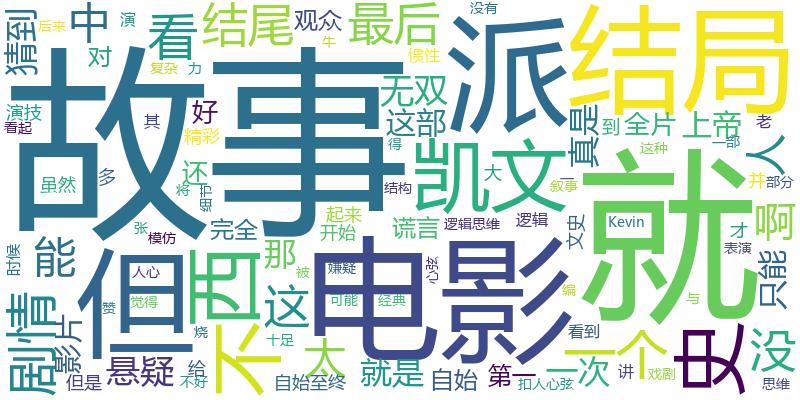 猜到
后来
中
演
看
结尾
观众
最后
没有
派
结局
演技
看起
复杂
力
对
牛
惯性
无双
其
精彩
好
这部
得
故事
虽然
多
将
细节
还
结构
凯文
大
一
真是
到
全片
上帝
老
人
这种
一部
叙事
并
部分
就
完全
起来
开始
谎言
逻辑思维
逻辑
文史
Kevin
才
表演
啊
只能
时候
能
张
模仿
那
但
人心
赞
觉得
西
这
被
嫌疑
可能
经典
电影
心弦
编
与
剧情
影片
但是
悬疑
烧
给
不
不好
太
十足
自始至终
就是
自始
第一
扣人心弦
一次
看到
一个
讲
戏剧
史
没
思维